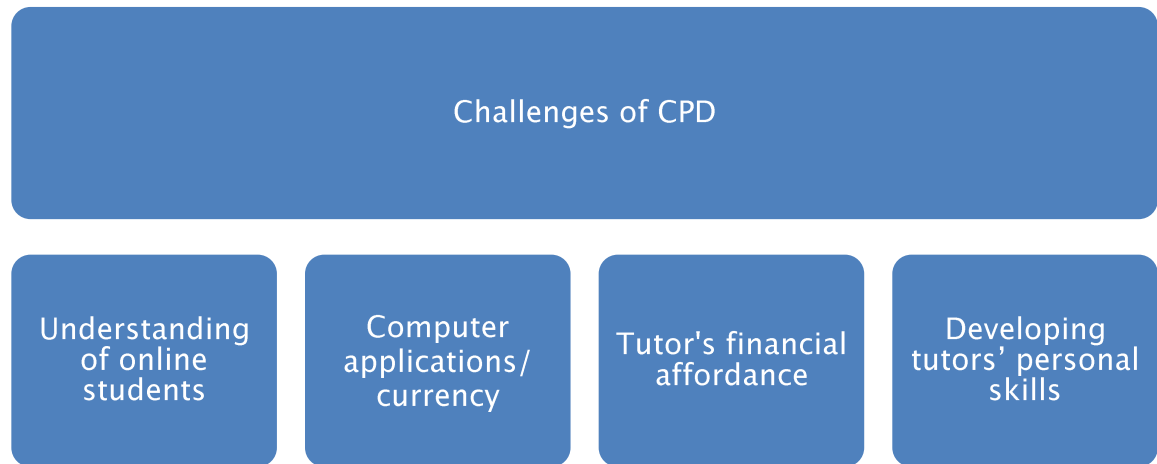 Challenges of CPD
Understanding
of online
students
Computer
applications/
currency
Tutor's financial
affordance
Developing
tutors’ personal
skills